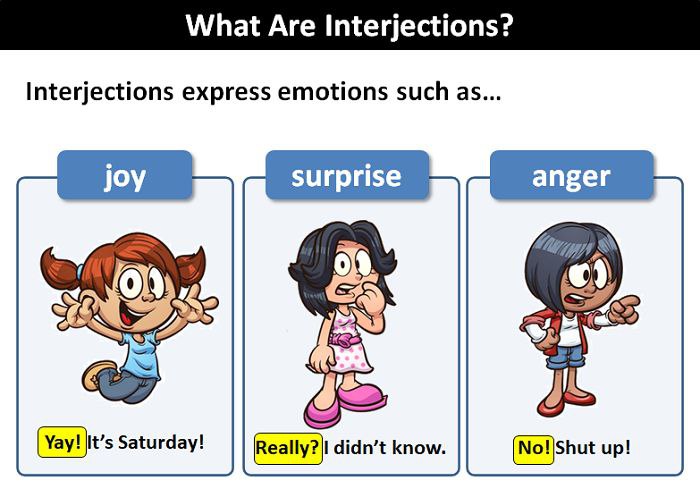 What Are Interjections?
Interjections express emotions such as...
joy
surprise
anger
Yay! It's Saturday!
Really? I didn't know.
No! Shut up!